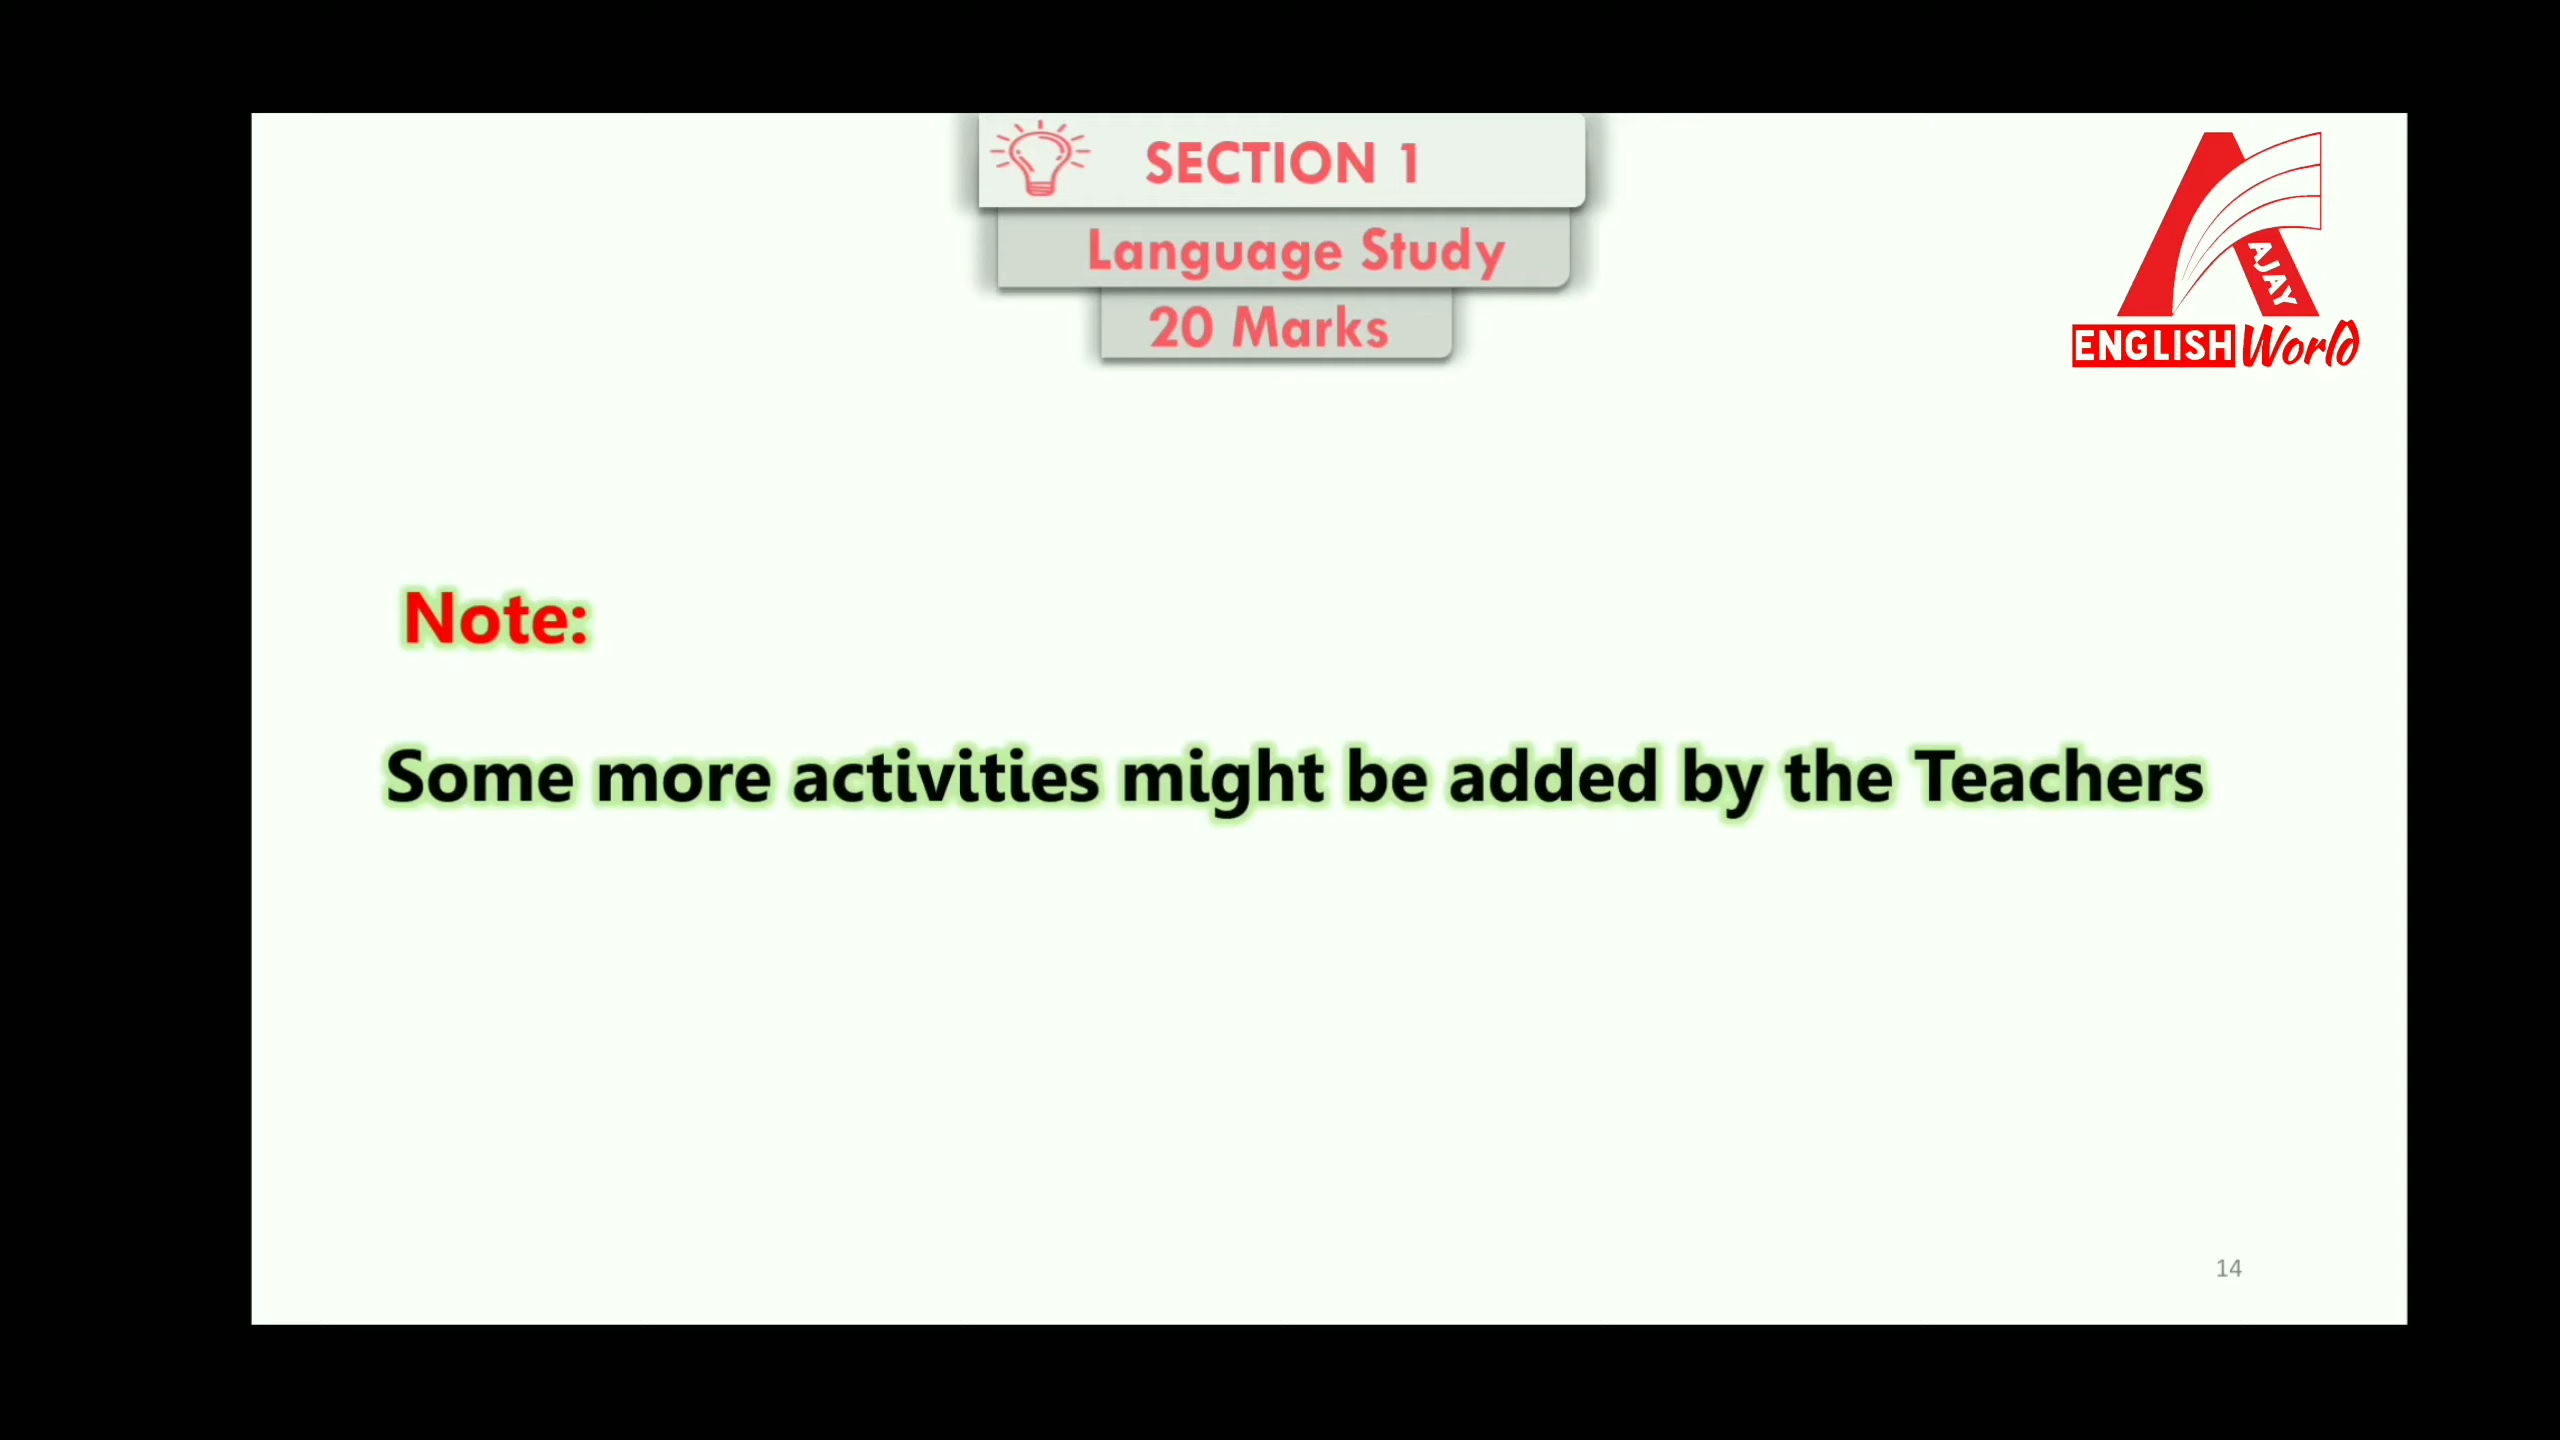 SECTION 1
Language Study
20 Marks
AJAY
ENGLISH World
Note:
Some more activities might be added by the Teachers
14